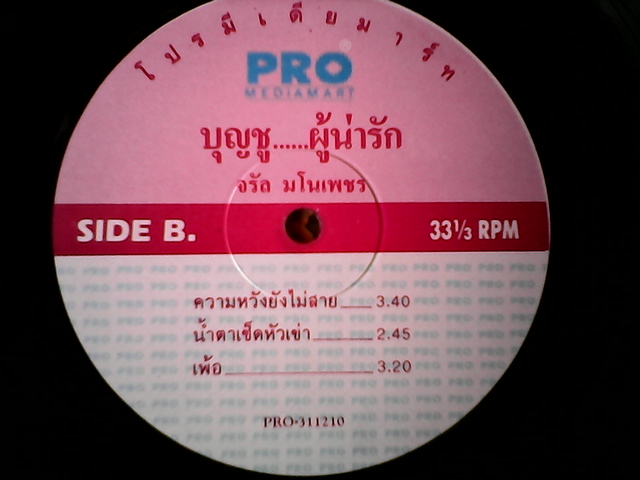 โปรมีเดียมาร์ท
PRO
MEDIAMART
บุญชู......ผู้น่ารัก
จรัล มโนเพชร
SIDE B.
33⅓ RPM
ความหวังยังไม่สาย 3.40
น้ำตาเช็ดหัวเข่า 2.45
เพ้อ 3.20
PRO-311210